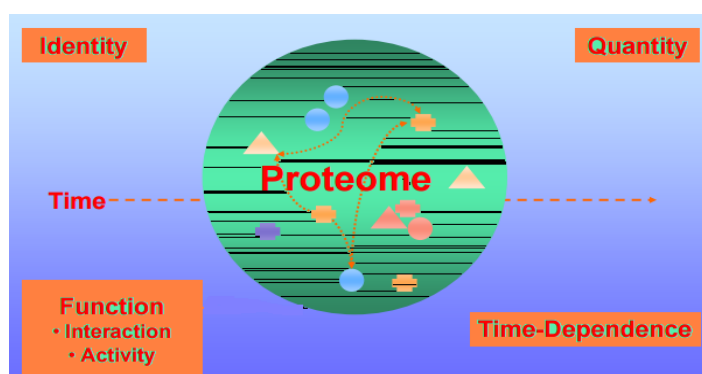 Identity
Quantity
Proteome
Time
Function
• Interaction
• Activity
Time-Dependence